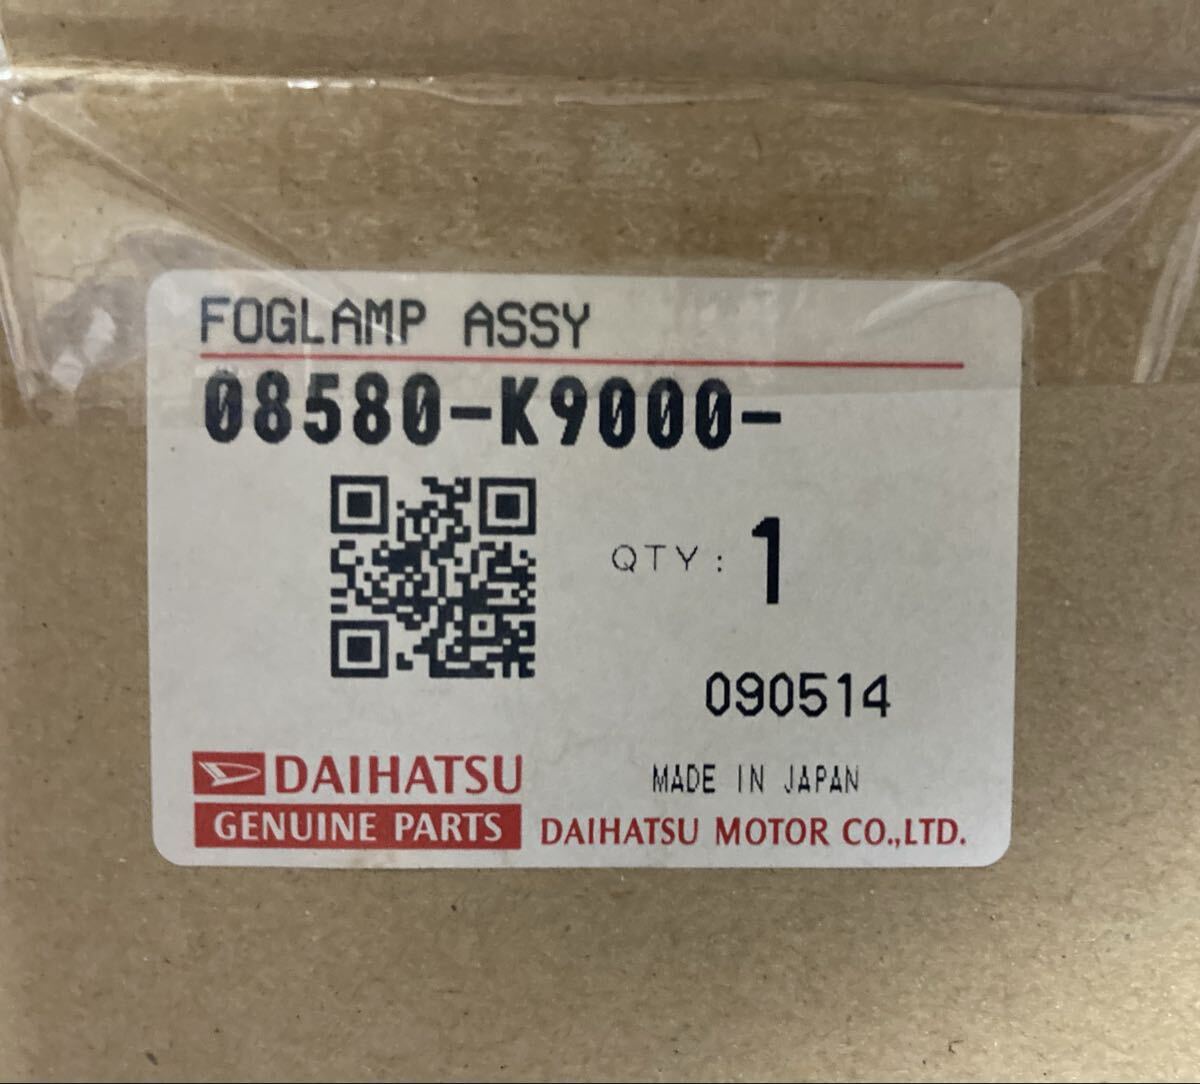 FOGLAMP ASSY
08580-K9000-
QTY: 1
090514
DAIHATSU
MADE IN JAPAN
GENUINE PARTS
DAIHATSU MOTOR CO.,LTD.